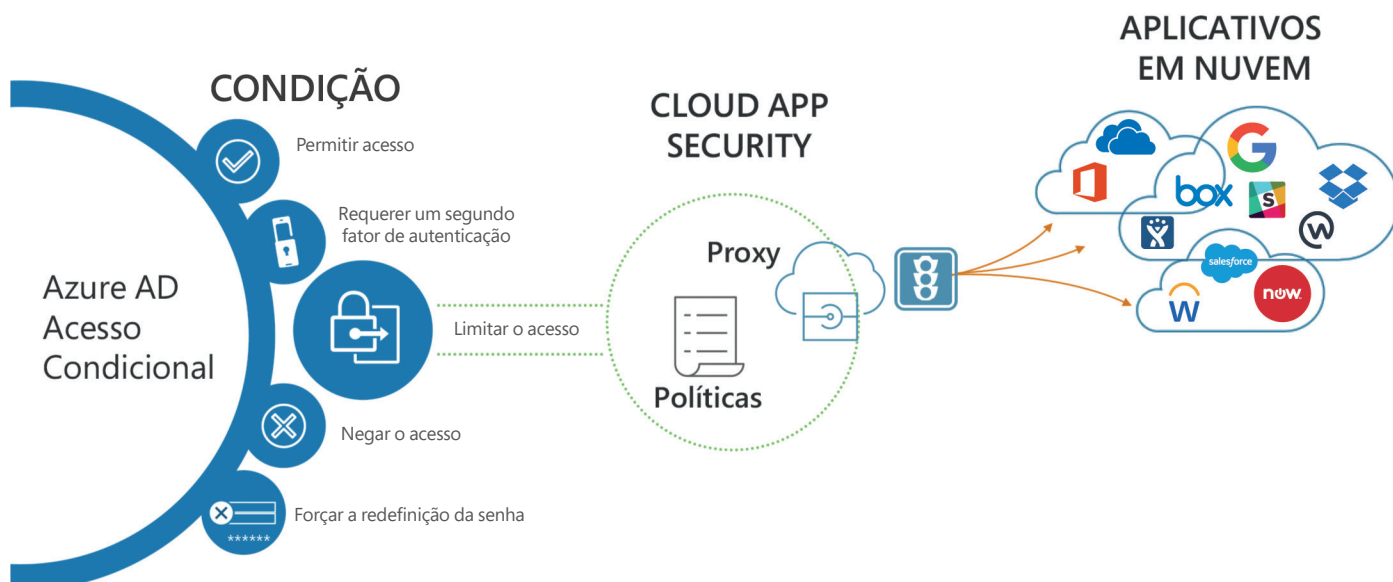 APLICATIVOS
EM NUVEM
CONDIÇÃO
CLOUD APP
SECURITY
Permitir acesso
Requerer um segundo
fator de autenticação
Azure AD
Acesso
Condicional
Limitar o acesso
Negar o acesso
Forçar a redefinição da senha
******
Proxy
Políticas
G
box
S
W
salesforce
W
now